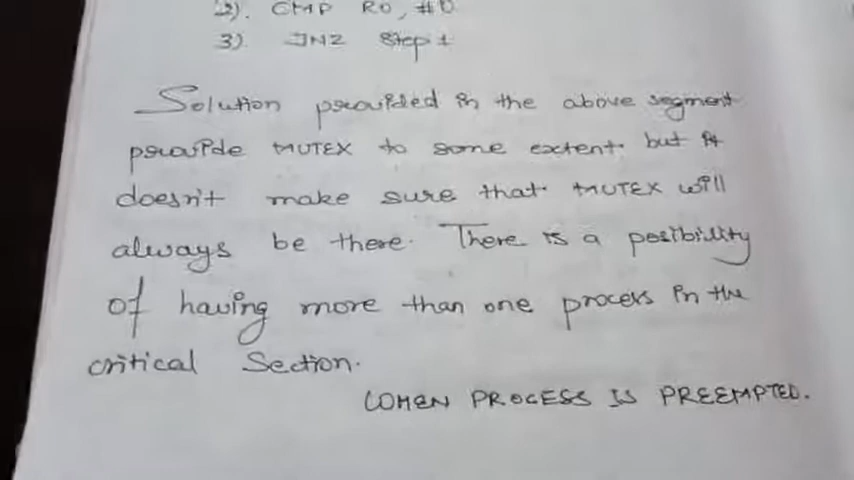 2). CMP R0, #0
3) JNZ Step 1
Solution provided in the above segment
provide MUTEX to some extent but it
doesn't make sure that MUTEX will
always be there. There is a posibility
of having more than one process in the
critical Section.
WHEN PROCESS IS PREEMPTED.